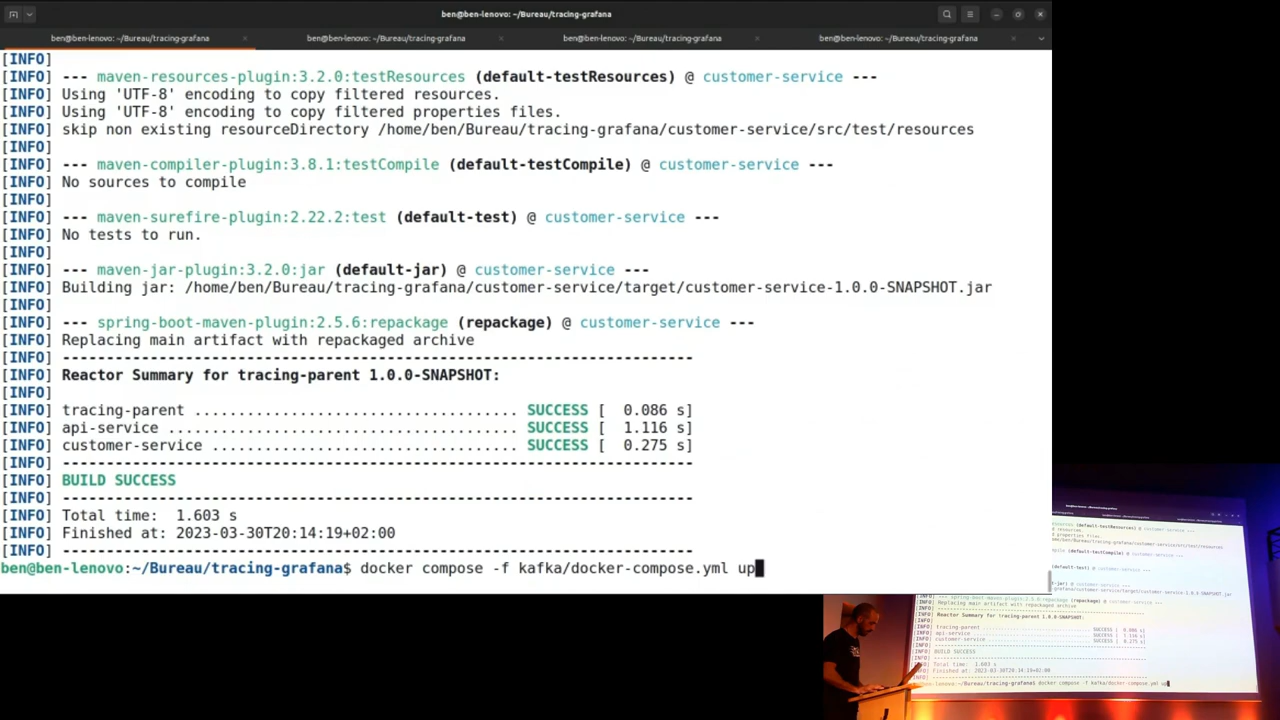 ben@ben-lenovo: ~/Bureau/tracing-grafana
ben@ben-lenovo: ~/Bureau/tracing-grafana
ben@ben-lenovo: ~/Bureau/tracing-grafana
ben@ben-lenovo: ~/Bureau/tracing-grafana
ben@ben-lenovo: ~/Bureau/tracing-grafana
[INFO]
[INFO] --- maven-resources-plugin:3.2.0:testResources (default-testResources) @ customer-service ---
[INFO] Using 'UTF-8' encoding to copy filtered resources.
[INFO] Using 'UTF-8' encoding to copy filtered properties files.
[INFO] skip non existing resourceDirectory /home/ben/Bureau/tracing-grafana/customer-service/src/test/resources
[INFO]
[INFO] --- maven-compiler-plugin:3.8.1:testCompile (default-testCompile) @ customer-service ---
[INFO] No sources to compile
[INFO]
[INFO] --- maven-surefire-plugin:2.22.2:test (default-test) @ customer-service ---
[INFO] No tests to run.
[INFO]
[INFO] --- maven-jar-plugin:3.2.0:jar (default-jar) @ customer-service ---
[INFO] Building jar: /home/ben/Bureau/tracing-grafana/customer-service/target/customer-service-1.0.0-SNAPSHOT.jar
[INFO]
[INFO] --- spring-boot-maven-plugin:2.5.6:repackage (repackage) @ customer-service ---
[INFO] Replacing main artifact with repackaged archive
[INFO] ------------------------------------------------------------------------
[INFO] Reactor Summary for tracing-parent 1.0.0-SNAPSHOT:
[INFO]
[INFO] tracing-parent ..................................... SUCCESS [  0.086 s]
[INFO] api-service ........................................ SUCCESS [  1.116 s]
[INFO] customer-service ................................... SUCCESS [  0.275 s]
[INFO] ------------------------------------------------------------------------
[INFO] BUILD SUCCESS
[INFO] ------------------------------------------------------------------------
[INFO] Total time:  1.603 s
[INFO] Finished at: 2023-03-30T20:14:19+02:00
[INFO] ------------------------------------------------------------------------
ben@ben-lenovo:~/Bureau/tracing-grafana$ docker compose -f kafka/docker-compose.yml up